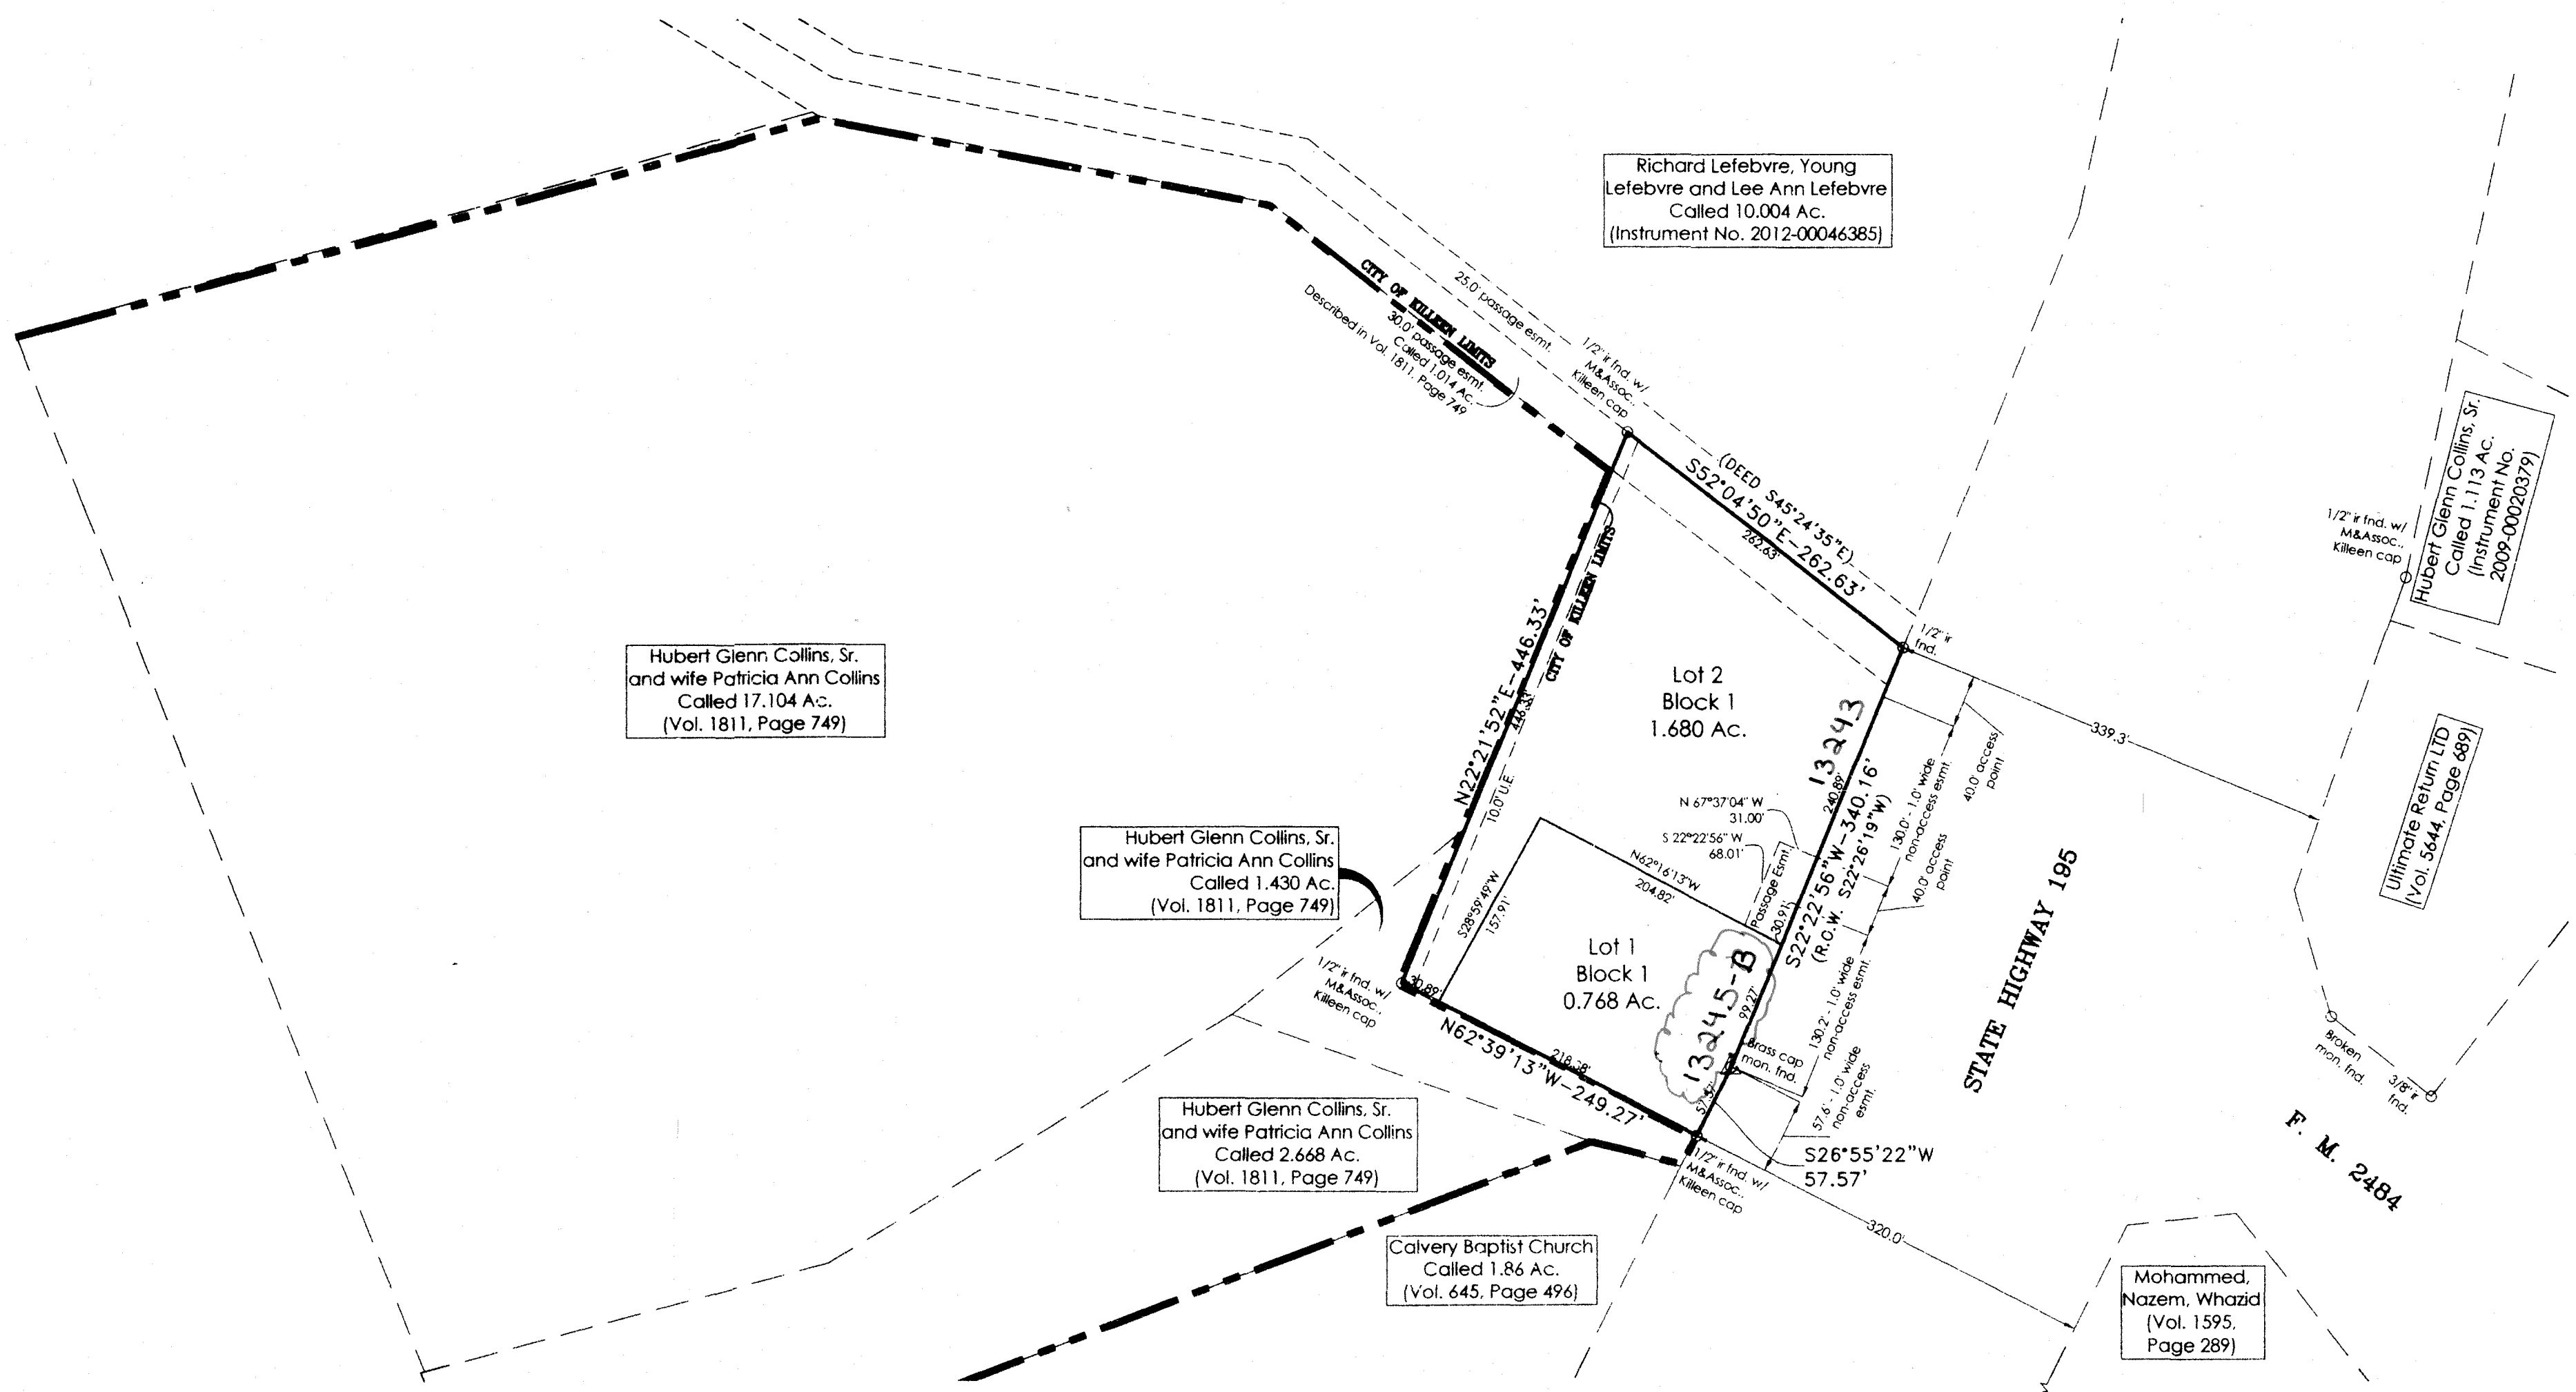 Richard Lefebvre, Young
Lefebvre and Lee Ann Lefebvre
Called 10.004 Ac.
(Instrument No. 2012-00046385)
CITY OF KILLEEN LIMITS
30.0' passage esmt.
Called 1.014 Ac.
Described in Vol. 1811, Page 749
25.0' passage esmt.
1/2" ir fnd. w/
M&Assoc.,
Killeen cap
(DEED S45°24'35"E)
S52°04'50"E-262.63'
262.63'
1/2" ir
fnd.
Hubert Glenn Collins, Sr.
Called 1.113 Ac.
(Instrument No.
2009-00020379)
1/2" ir fnd. w/
M&Assoc.,
Killeen cap
Ultimate Return LTD
(Vol. 5644, Page 689)
339.3'
Hubert Glenn Collins, Sr.
and wife Patricia Ann Collins
Called 17.104 Ac.
(Vol. 1811, Page 749)
N22°21'52"E-446.33'
446.33'
CITY OF KILLEEN LIMITS
10.0' U.E.
Lot 2
Block 1
1.680 Ac.
13243
240.89'
S22°22'56"W-340.16'
(R.O.W. S22°26'19"W)
40.0' access
point
130.0' - 1.0' wide
non-access esmt.
40.0' access
point
130.2' - 1.0' wide
non-access esmt.
57.6' - 1.0' wide
non-access
esmt.
N 67°37'04" W
31.00'
S 22°22'56" W
68.01'
Passage Esmt.
30.91'
N62°16'13"W
204.82'
S28°59'49"W
157.91'
Lot 1
Block 1
0.768 Ac.
13245-B
99.27'
Brass cap
mon. fnd.
57.57'
Hubert Glenn Collins, Sr.
and wife Patricia Ann Collins
Called 1.430 Ac.
(Vol. 1811, Page 749)
1/2" ir fnd. w/
M&Assoc.,
Killeen cap
30.89'
218.38'
N62°39'13"W-249.27'
S26°55'22"W
57.57'
1/2" ir fnd. w/
M&Assoc.,
Killeen cap
Hubert Glenn Collins, Sr.
and wife Patricia Ann Collins
Called 2.668 Ac.
(Vol. 1811, Page 749)
Calvery Baptist Church
Called 1.86 Ac.
(Vol. 645, Page 496)
320.0'
STATE HIGHWAY 195
Broken
mon. fnd.
3/8" ir
fnd.
F. M. 2484
Mohammed,
Nazem, Whazid
(Vol. 1595,
Page 289)